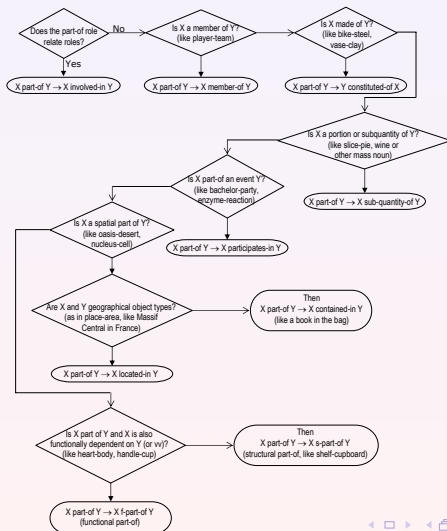 Does the part-of role
relate roles?
No
Yes
X part-of Y → X involved-in Y
Is X a member of Y?
(like player-team)
X part-of Y → X member-of Y
Is X made of Y?
(like bike-steel,
vase-clay)
X part-of Y → Y constituted-of X
Is X a portion or subquantity of Y?
(like slice-pie, wine or
other mass noun)
X part-of Y → X sub-quantity-of Y
Is X part-of an event Y?
(like bachelor-party,
enzyme-reaction)
X part-of Y → X participates-in Y
Is X a spatial part of Y?
(like oasis-desert,
nucleus-cell)
Are X and Y geographical object types?
(as in place-area, like Massif
Central in France)
X part-of Y → X located-in Y
Then
X part-of Y → X contained-in Y
(like a book in the bag)
Is X part of Y and X is also
functionally dependent on Y (or vv)?
(like heart-body, handle-cup)
Then
X part-of Y → X s-part-of Y
(structural part-of, like shelf-cupboard)
X part-of Y → X f-part-of Y
(functional part-of)